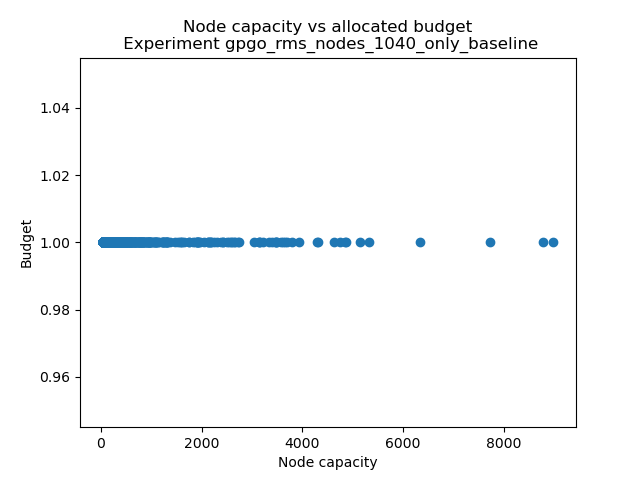 Node capacity vs allocated budget
Experiment gpgo_rms_nodes_1040_only_baseline
Budget
1.04
1.02
1.00
0.98
0.96
0
2000
4000
6000
8000
Node capacity